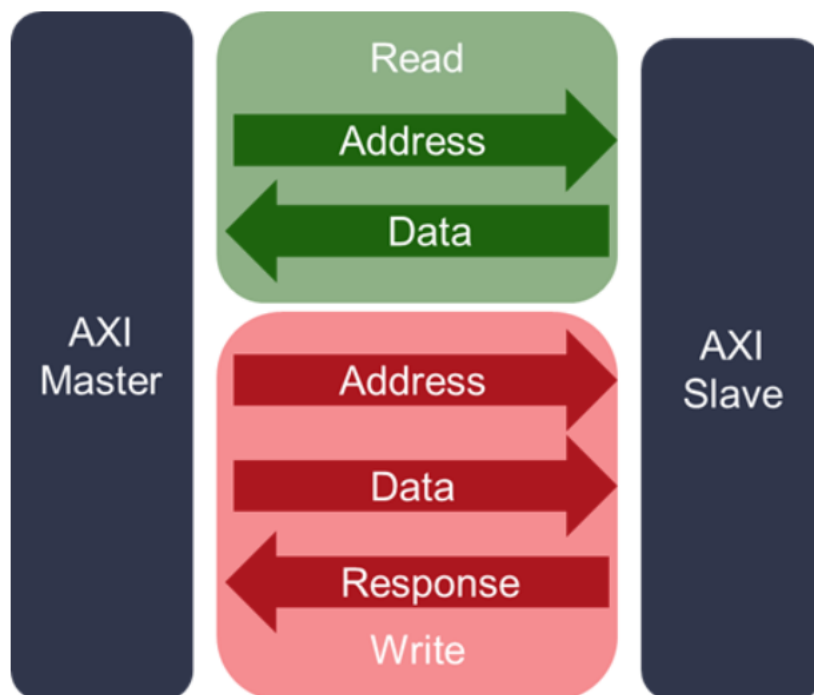 Read
Address
Data
AXI
Master
Address
Data
Response
Write
AXI
Slave